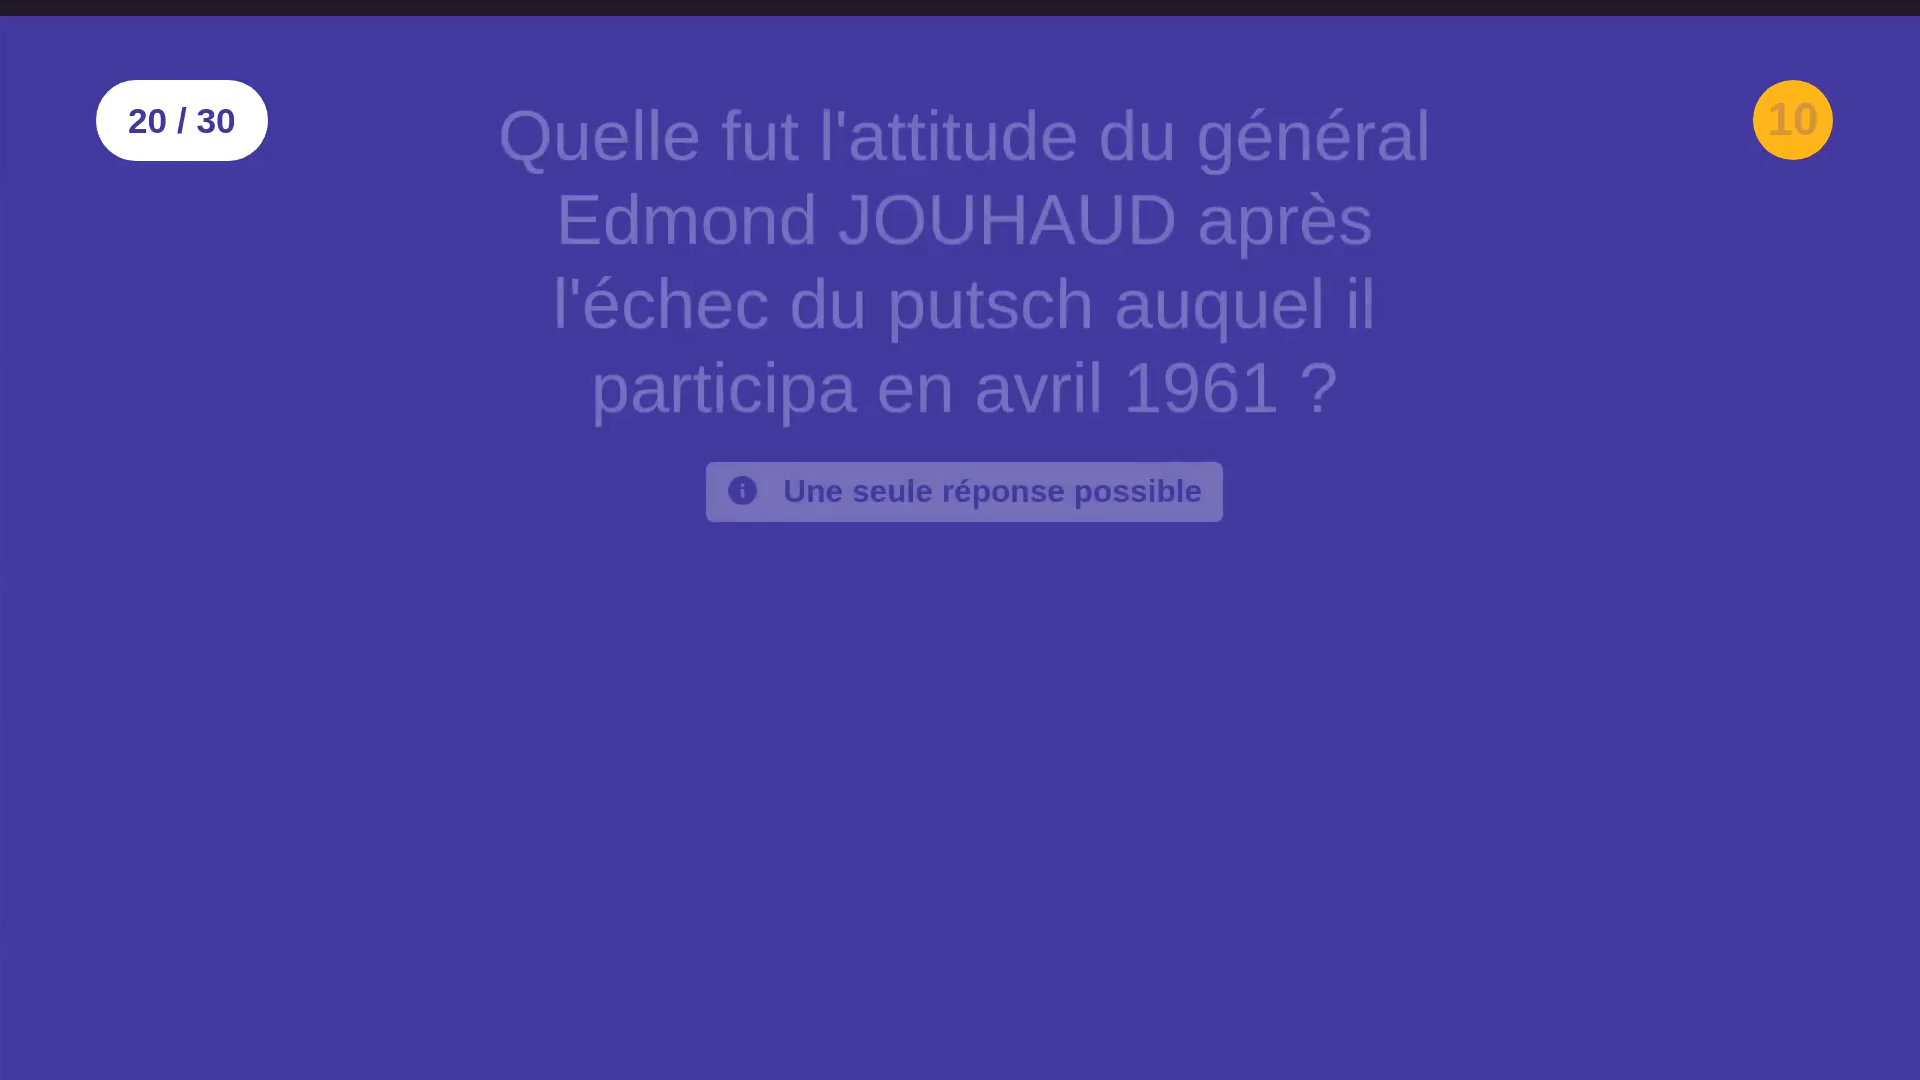 20 / 30
10
Quelle fut l'attitude du général
Edmond JOUHAUD après
l'échec du putsch auquel il
participa en avril 1961 ?
Une seule réponse possible